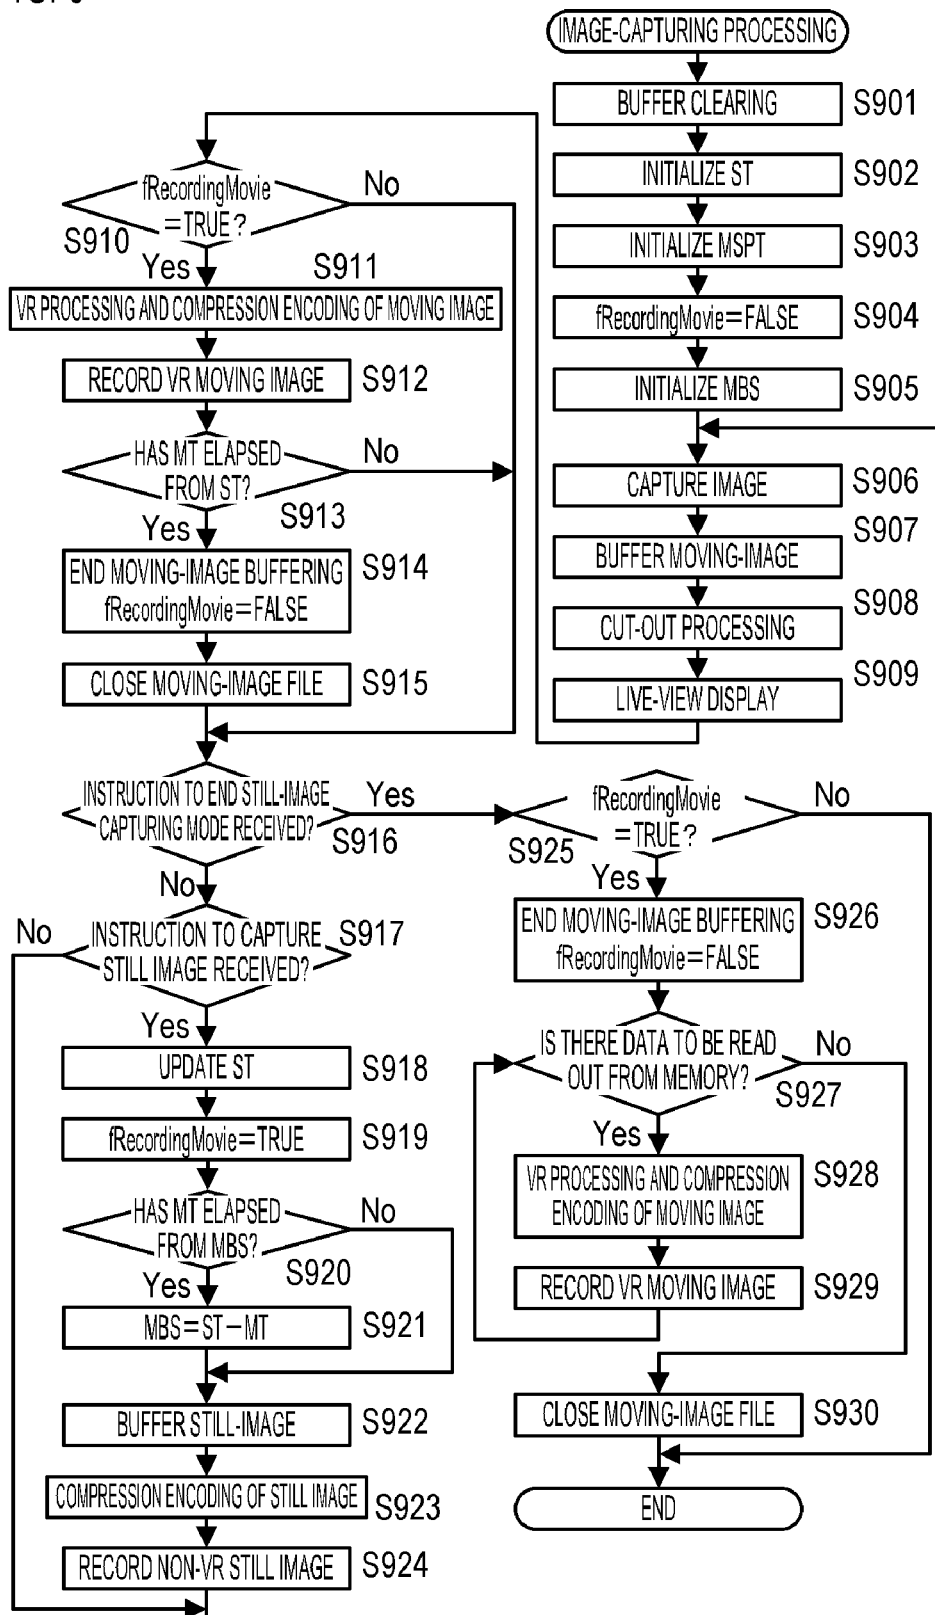 IMAGE-CAPTURING PROCESSING
BUFFER CLEARING
S901
INITIALIZE ST
S902
INITIALIZE MSPT
S903
fRecordingMovie=FALSE
S904
INITIALIZE MBS
S905
CAPTURE IMAGE
S906
BUFFER MOVING-IMAGE
S907
CUT-OUT PROCESSING
S908
LIVE-VIEW DISPLAY
S909
fRecordingMovie
=TRUE?
No
S910
Yes
S911
VR PROCESSING AND COMPRESSION ENCODING OF MOVING IMAGE
RECORD VR MOVING IMAGE
S912
HAS MT ELAPSED
FROM ST?
No
S913
Yes
END MOVING-IMAGE BUFFERING
fRecordingMovie=FALSE
S914
CLOSE MOVING-IMAGE FILE
S915
INSTRUCTION TO END STILL-IMAGE
CAPTURING MODE RECEIVED?
Yes
S916
No
INSTRUCTION TO CAPTURE
STILL IMAGE RECEIVED?
S917
No
Yes
UPDATE ST
S918
fRecordingMovie=TRUE
S919
HAS MT ELAPSED
FROM MBS?
No
S920
Yes
MBS=ST-MT
S921
BUFFER STILL-IMAGE
S922
COMPRESSION ENCODING OF STILL IMAGE
S923
RECORD NON-VR STILL IMAGE
S924
fRecordingMovie
=TRUE?
No
S925
Yes
END MOVING-IMAGE BUFFERING
fRecordingMovie=FALSE
S926
IS THERE DATA TO BE READ
OUT FROM MEMORY?
No
S927
Yes
VR PROCESSING AND COMPRESSION
ENCODING OF MOVING IMAGE
S928
RECORD VR MOVING IMAGE
S929
CLOSE MOVING-IMAGE FILE
S930
END